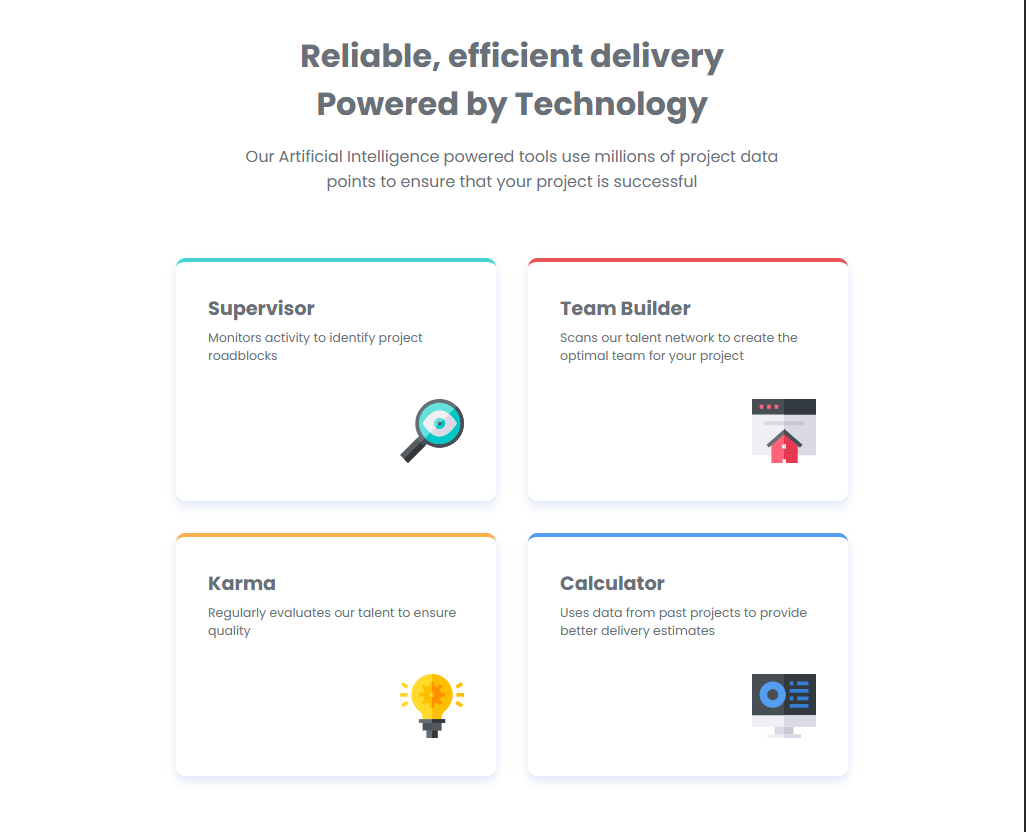 Reliable, efficient delivery
Powered by Technology
Our Artificial Intelligence powered tools use millions of project data
points to ensure that your project is successful
Supervisor
Monitors activity to identify project
roadblocks
Team Builder
Scans our talent network to create the
optimal team for your project
Karma
Regularly evaluates our talent to ensure
quality
Calculator
Uses data from past projects to provide
better delivery estimates